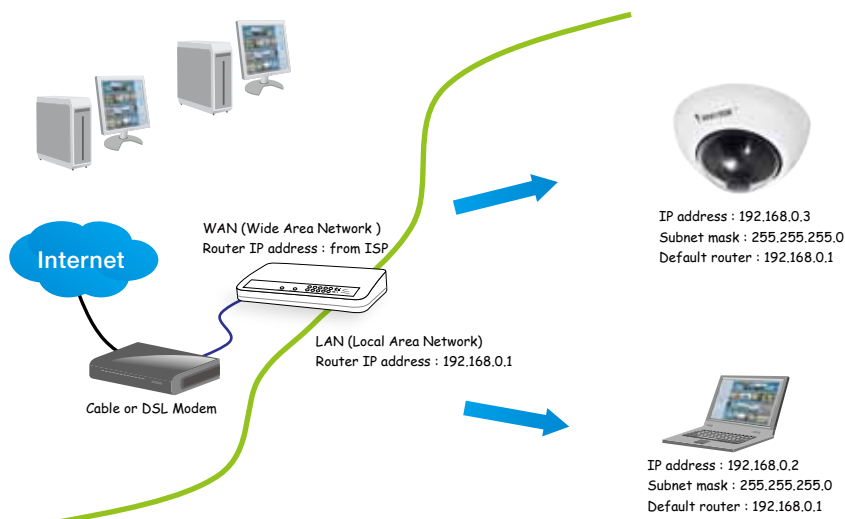 WAN (Wide Area Network )
Router IP address : from ISP
Internet
IP address : 192.168.0.3
Subnet mask : 255.255.255.0
Default router : 192.168.0.1
LAN (Local Area Network)
Router IP address : 192.168.0.1
Cable or DSL Modem
IP address : 192.168.0.2
Subnet mask : 255.255.255.0
Default router : 192.168.0.1